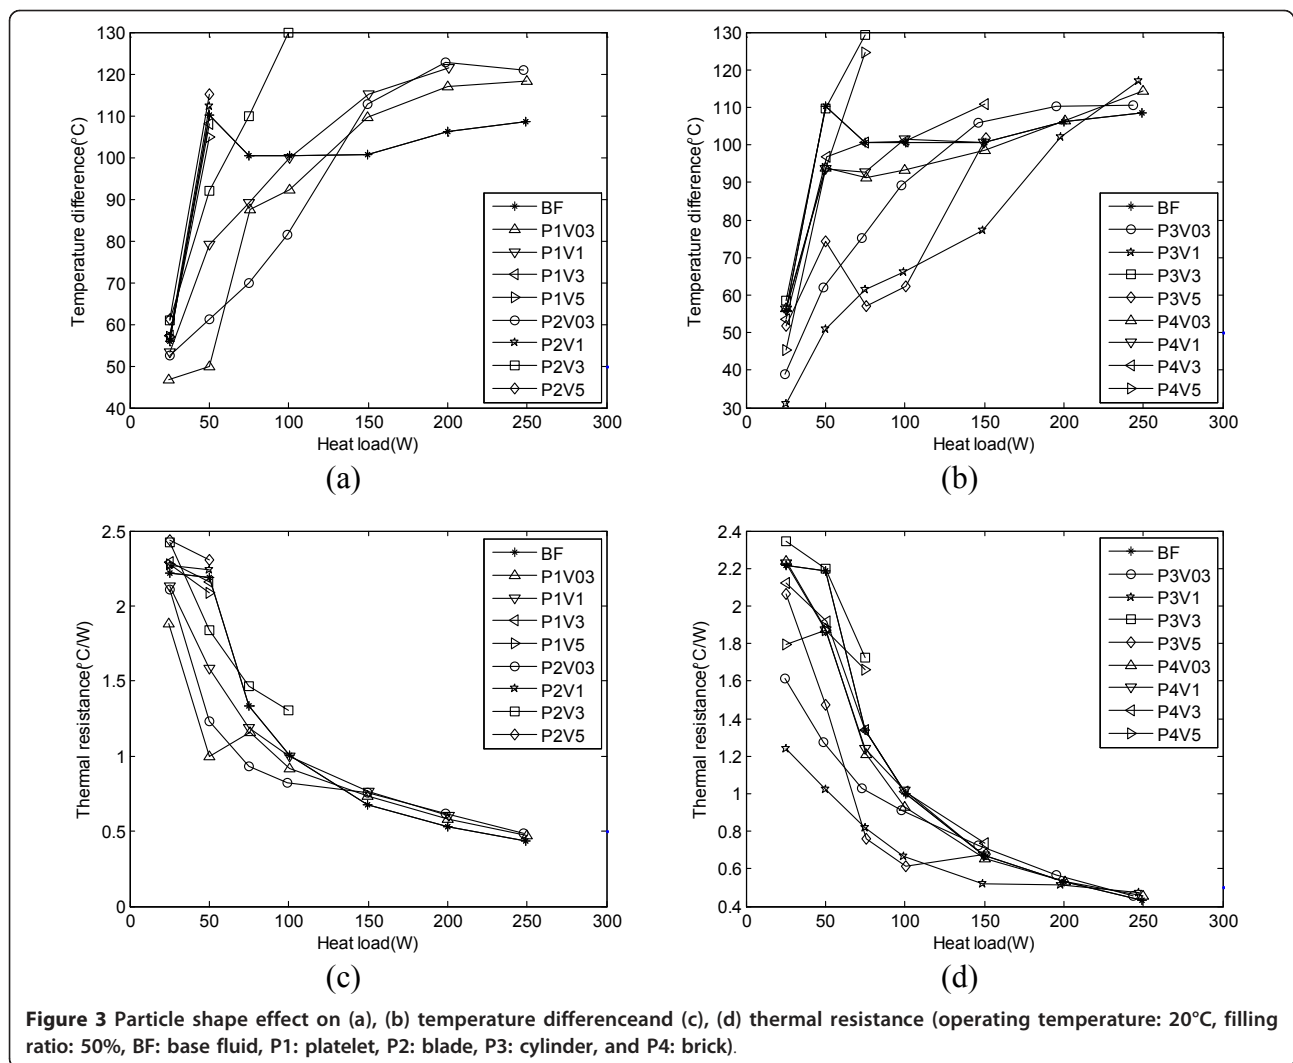 130
120
110
100
90
80
70
60
50
40
0 50 100 150 200 250 300
Temperature difference(°C)
Heat load(W)
BF
P1V03
P1V1
P1V3
P1V5
P2V03
P2V1
P2V3
P2V5
(a)
130
120
110
100
90
80
70
60
50
40
30
0 50 100 150 200 250 300
Temperature difference(°C)
Heat load(W)
BF
P3V03
P3V1
P3V3
P3V5
P4V03
P4V1
P4V3
P4V5
(b)
2.5
2
1.5
1
0.5
0
0 50 100 150 200 250 300
Thermal resistance(°C/W)
Heat load(W)
BF
P1V03
P1V1
P1V3
P1V5
P2V03
P2V1
P2V3
P2V5
(c)
2.4
2.2
2
1.8
1.6
1.4
1.2
1
0.8
0.6
0.4
0 50 100 150 200 250 300
Thermal resistance(°C/W)
Heat load(W)
BF
P3V03
P3V1
P3V3
P3V5
P4V03
P4V1
P4V3
P4V5
(d)
Figure 3 Particle shape effect on (a), (b) temperature differenceand (c), (d) thermal resistance (operating temperature: 20°C, filling
ratio: 50%, BF: base fluid, P1: platelet, P2: blade, P3: cylinder, and P4: brick).